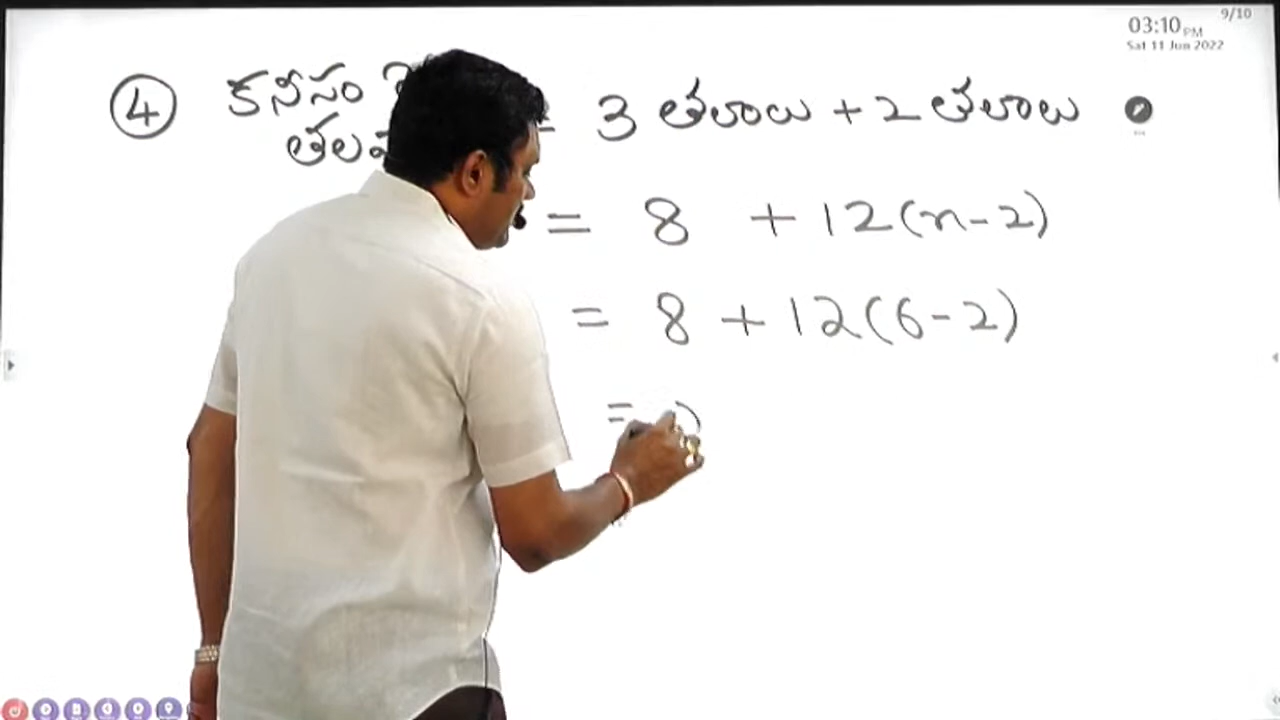 9/10
03:10 PM
Sat 11 Jun 2022
4 కనీసం = 3 తలాలు + 2 తలాలు
= 8 + 12(n-2)
= 8 + 12(6-2)
=